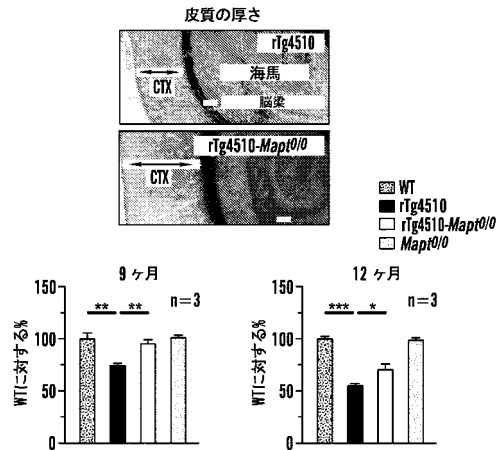 皮質の厚さ
rTg4510
海馬
CTX
脳梁
rTg4510-Mapt0/0
CTX
WT
rTg4510
rTg4510-Mapt0/0
Mapt0/0
9 ヶ月
n=3
** **
WTに対する%
150
100
50
0
12 ヶ月
n=3
*** *
WTに対する%
150
100
50
0